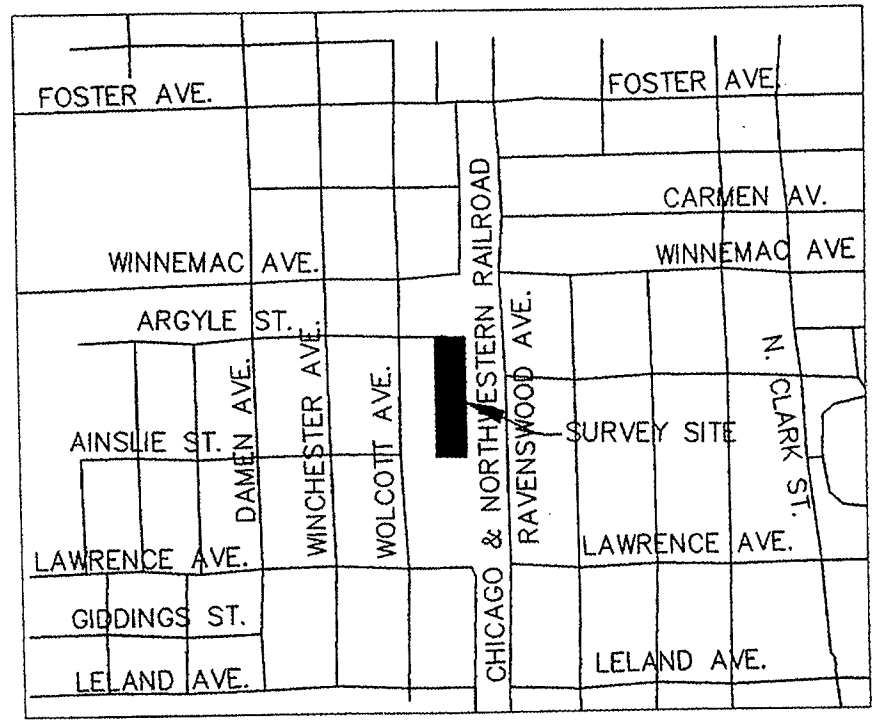 FOSTER AVE.
FOSTER AVE.
CARMEN AV.
WINNEMAC AVE.
WINNEMAC AVE
ARGYLE ST.
CHICAGO & NORTHWESTERN RAILROAD
RAVENSWOOD AVE.
N. CLARK ST.
DAMEN AVE.
WINCHESTER AVE.
WOLCOTT AVE.
AINSLIE ST.
SURVEY SITE
LAWRENCE AVE.
LAWRENCE AVE.
GIDDINGS ST.
LELAND AVE.
LELAND AVE.